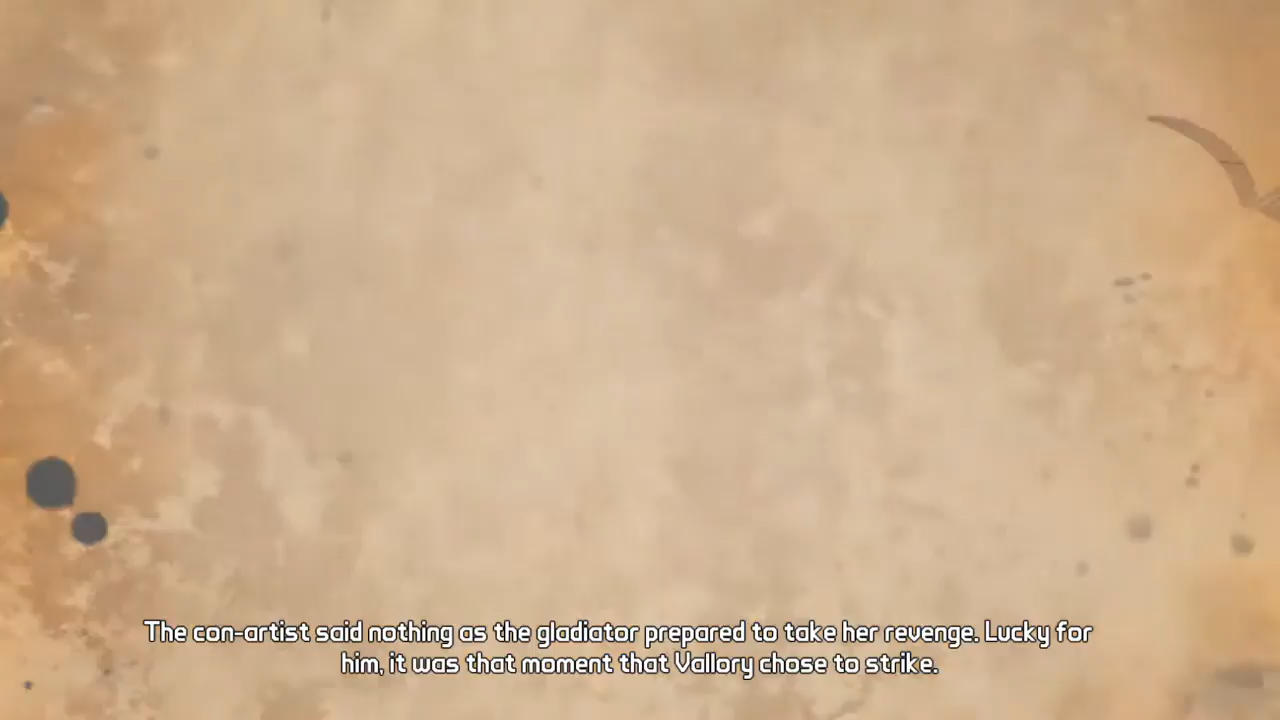 The con-artist said nothing as the gladiator prepared to take her revenge. Lucky for
him, it was that moment that Vallory chose to strike.